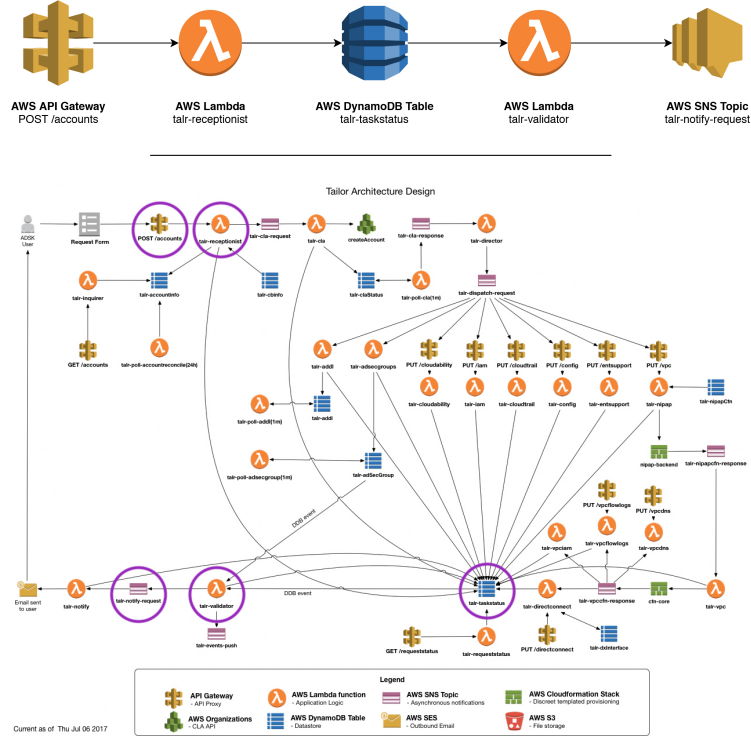 AWS API Gateway
POST /accounts
AWS Lambda
talr-receptionist
AWS DynamoDB Table
talr-taskstatus
AWS Lambda
talr-validator
AWS SNS Topic
talr-notify-request
Tailor Architecture Design
ADSK
User
Request Form
POST /accounts
talr-receptionist
talr-cla-request
talr-cla
createAccount
talr-cla-response
talr-director
talr-inquirer
talr-accountinfo
talr-cbinfo
talr-claStatus
talr-poll-cla(1m)
talr-dispatch-request
GET /accounts
talr-poll-accountreconcile(24h)
talr-addl
talr-adsecgroups
PUT /cloudability
PUT /iam
PUT /cloudtrail
PUT /config
PUT /entsupport
PUT /vpc
talr-cloudability
talr-iam
talr-cloudtrail
talr-config
talr-entsupport
talr-nipap
talr-nipapCfn
talr-poll-addl(1m)
talr-addl
talr-poll-adsecgroup(1m)
talr-adSecGroup
nipap-backend
talr-nipapcfn-response
PUT /vpcflowlogs
PUT /vpcdns
DDB event
talr-vpciam
talr-vpcflowlogs
talr-vpcdns
DDB event
Email sent
to user
talr-notify
talr-notify-request
talr-validator
talr-taskstatus
talr-directconnect
talr-vpccfn-response
cfn-core
talr-vpc
talr-events-push
GET /requeststatus
talr-requeststatus
PUT /directconnect
talr-dxinterface
Legend
API Gateway
- API Proxy
AWS Lambda function
- Application Logic
AWS SNS Topic
- Asynchronous notifications
AWS Cloudformation Stack
- Discreet templated provisioning
AWS Organizations
- CLA API
AWS DynamoDB Table
- Datastore
AWS SES
- Outbound Email
AWS S3
- File storage
Current as of Thu Jul 06 2017